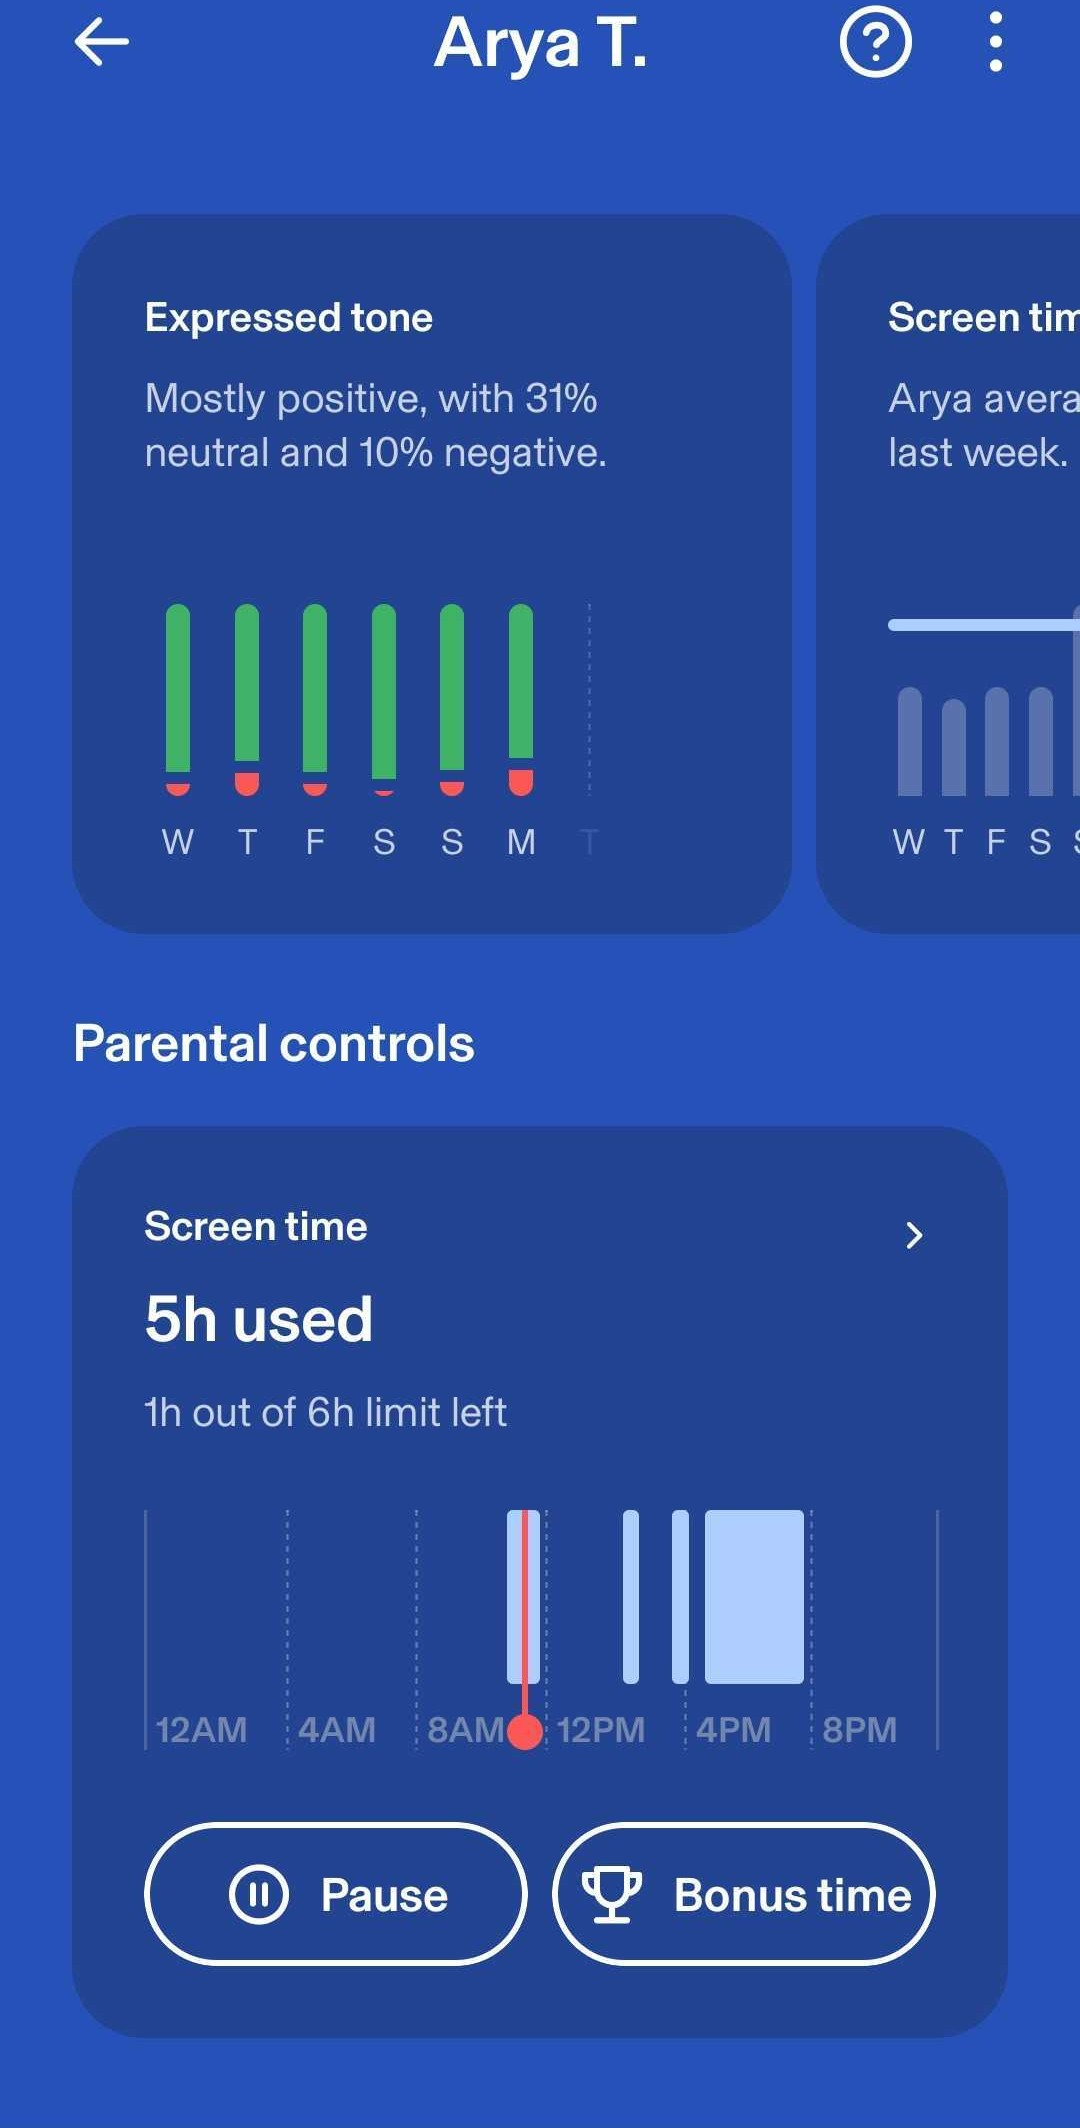 Arya T.
Expressed tone
Mostly positive, with 31%
neutral and 10% negative.
W T F S S M T
Screen tim
Arya avera
last week.
W T F S S
Parental controls
Screen time
5h used
1h out of 6h limit left
12AM 4AM 8AM 12PM 4PM 8PM
Pause
Bonus time